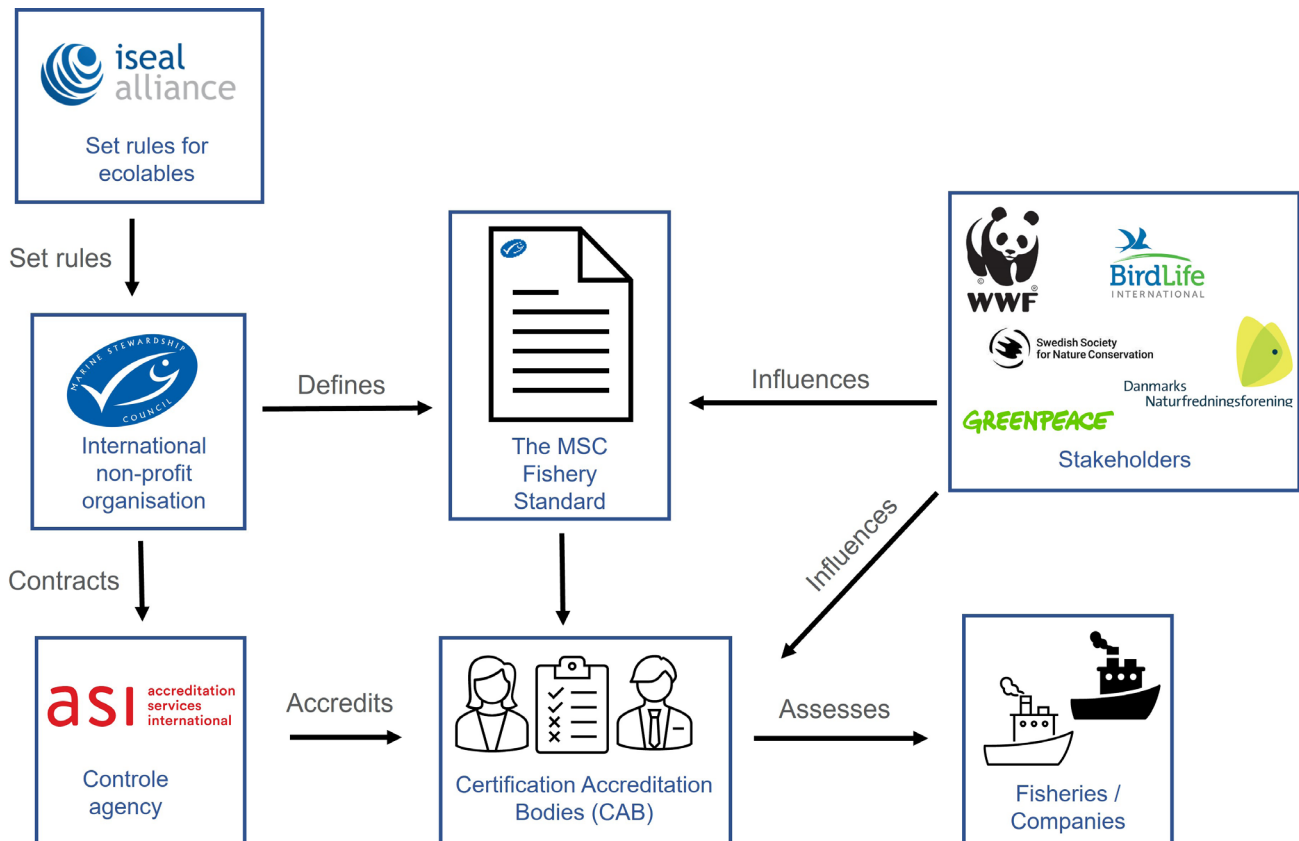 iseal
alliance
Set rules for
ecolables
Set rules
MARINE STEWARDSHIP
COUNCIL
International
non-profit
organisation
Defines
The MSC
Fishery
Standard
Influences
©
®
WWF
BirdLife
INTERNATIONAL
Swedish Society
for Nature Conservation
Danmarks
Naturfredningsforening
GREENPEACE
Stakeholders
Contracts
Influences
asi
accreditation
services
international
Controle
agency
Accredits
Certification Accreditation
Bodies (CAB)
Assesses
Fisheries /
Companies